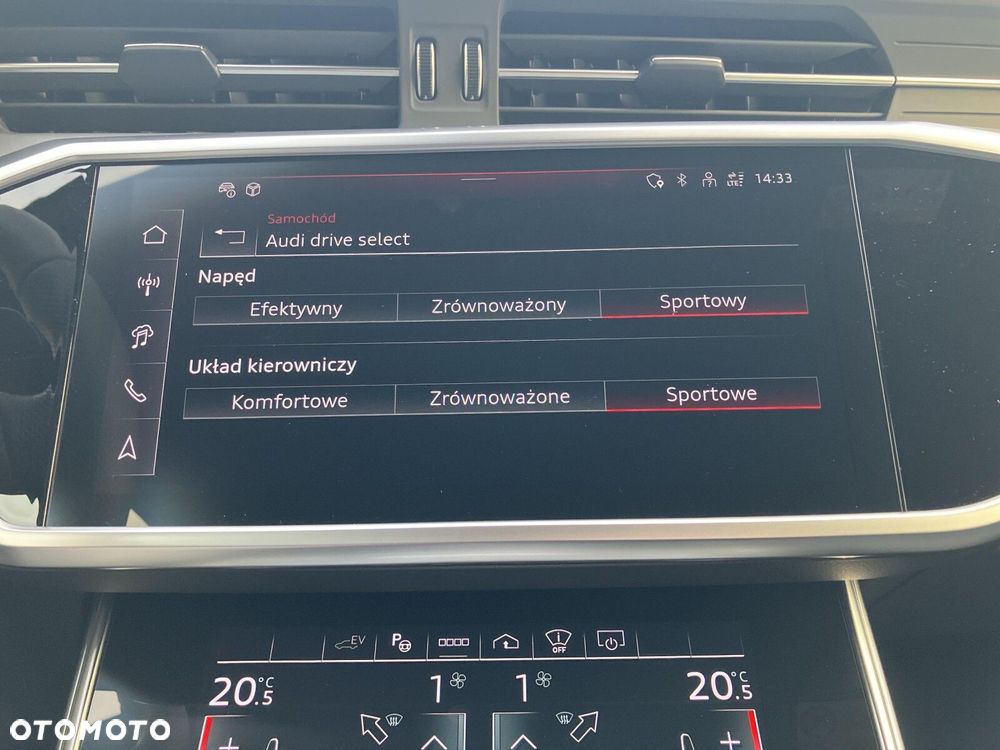 14:33
LTE
Samochód
Audi drive select
Napęd
Efektywny Zrównoważony Sportowy
Układ kierowniczy
Komfortowe Zrównoważone Sportowe
EV P OFF
20.5 °C 1 1 20.5 °C
OTOMOTO